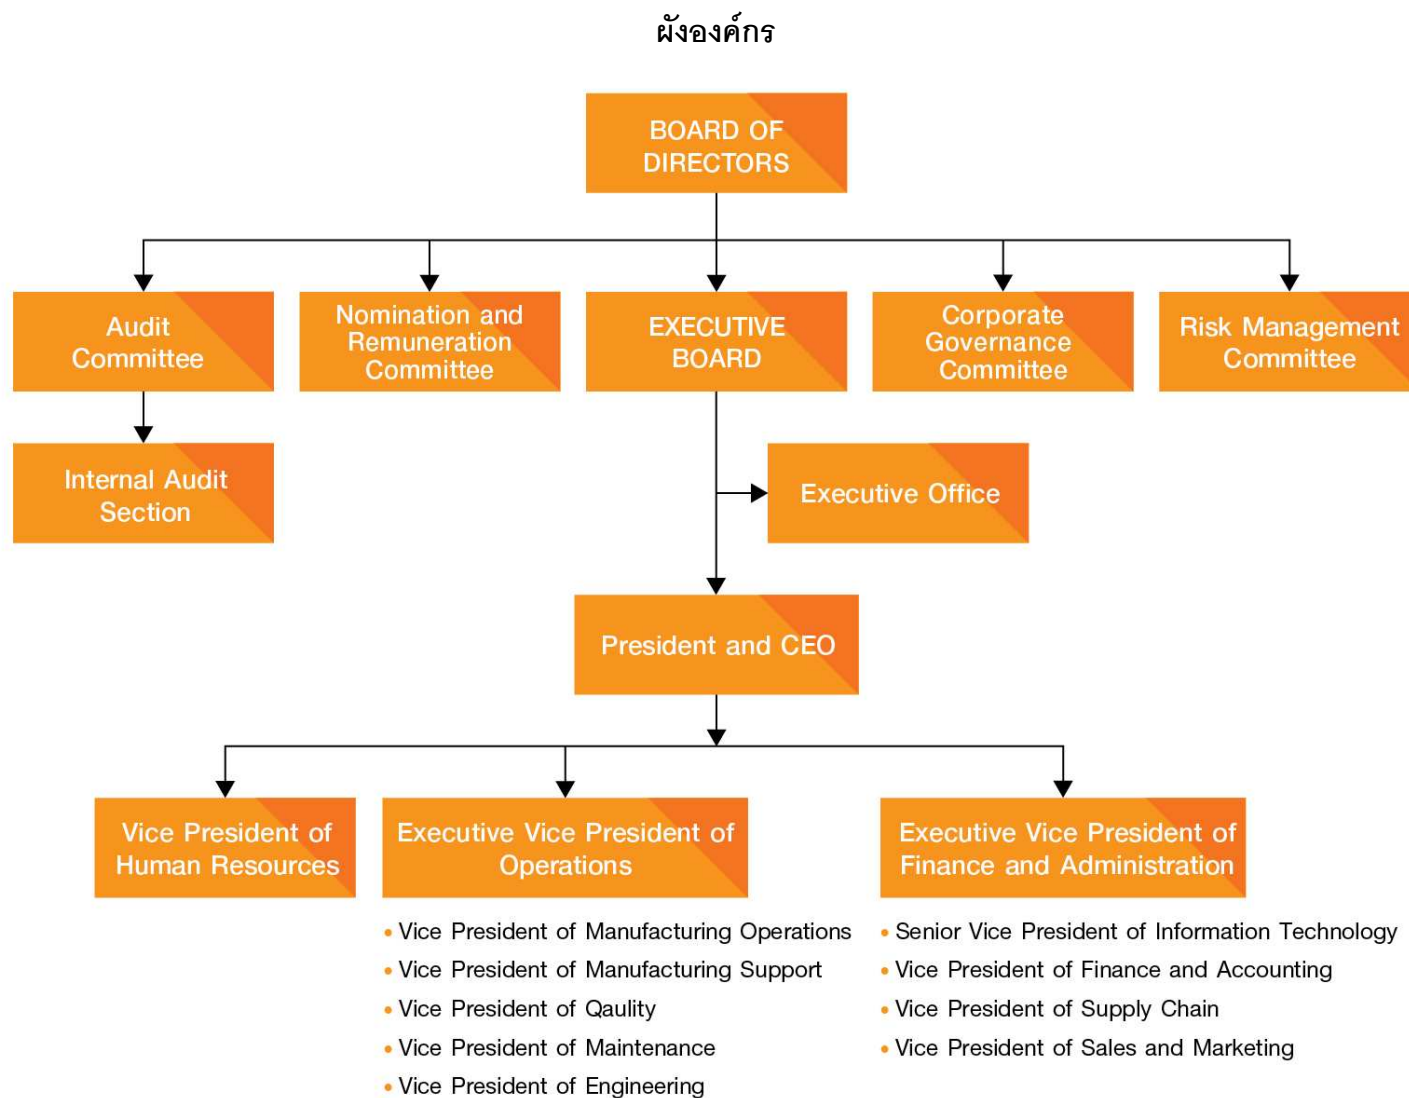 ผังองค์กร
BOARD OF
DIRECTORS
Audit
Committee
Nomination and
Remuneration
Committee
EXECUTIVE
BOARD
Corporate
Governance
Committee
Risk Management
Committee
Internal Audit
Section
Executive Office
President and CEO
Vice President of
Human Resources
Executive Vice President of
Operations
• Vice President of Manufacturing Operations
• Vice President of Manufacturing Support
• Vice President of Qaulity
• Vice President of Maintenance
• Vice President of Engineering
Executive Vice President of
Finance and Administration
• Senior Vice President of Information Technology
• Vice President of Finance and Accounting
• Vice President of Supply Chain
• Vice President of Sales and Marketing